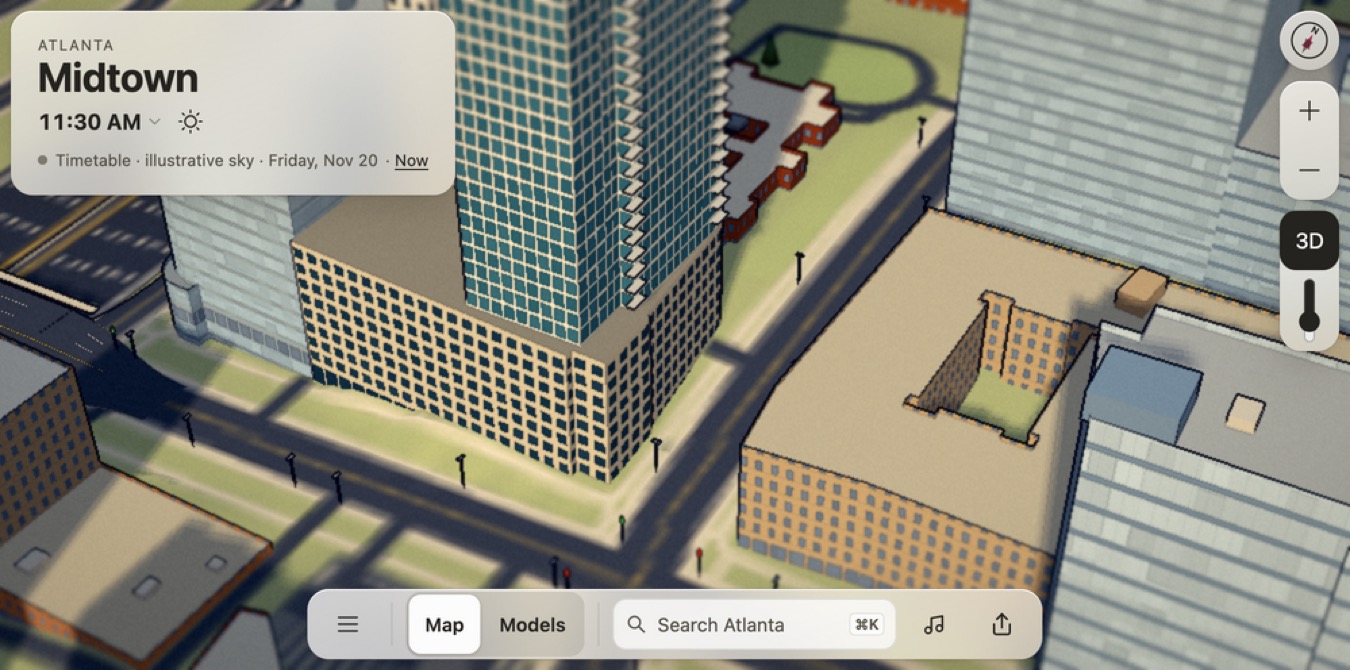 ATLANTA
Midtown
11:30 AM
Timetable · illustrative sky · Friday, Nov 20 · Now
N
+
−
3D
Map
Models
Search Atlanta
⌘K